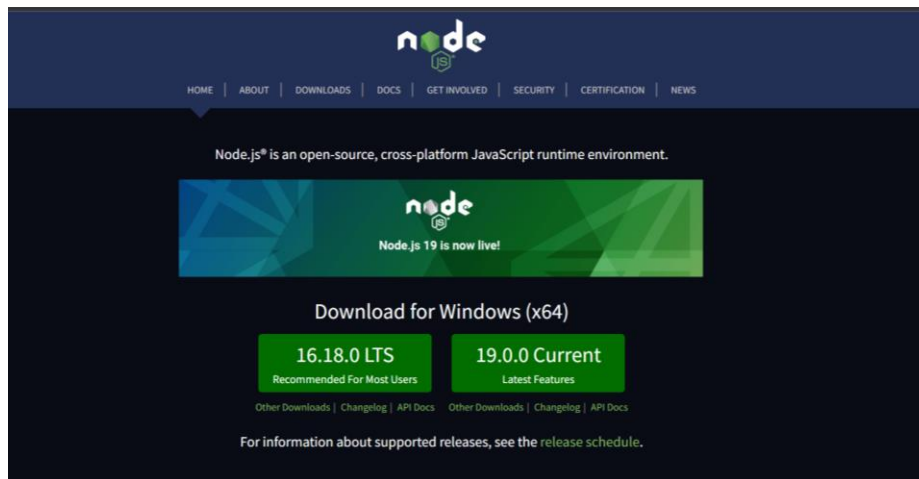 node
JS
HOME | ABOUT | DOWNLOADS | DOCS | GET INVOLVED | SECURITY | CERTIFICATION | NEWS
Node.js® is an open-source, cross-platform JavaScript runtime environment.
node
JS
Node.js 19 is now live!
Download for Windows (x64)
16.18.0 LTS
Recommended For Most Users
19.0.0 Current
Latest Features
Other Downloads | Changelog | API Docs
Other Downloads | Changelog | API Docs
For information about supported releases, see the release schedule.